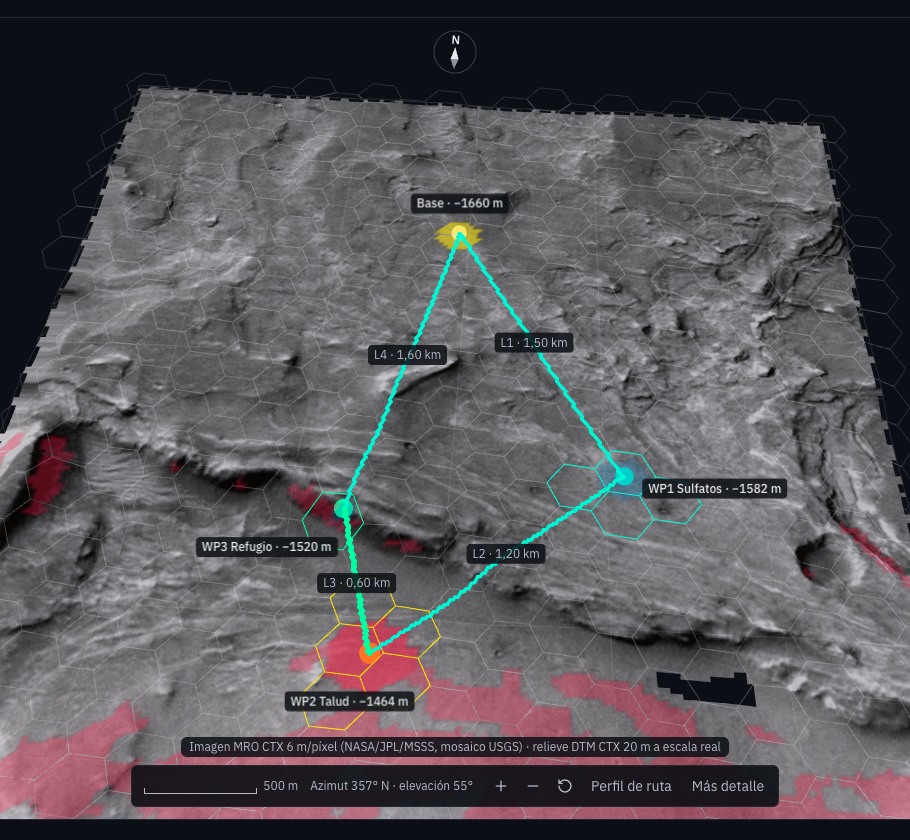 N
Base · −1660 m
L1 · 1,50 km
L4 · 1,60 km
WP1 Sulfatos · −1582 m
WP3 Refugio · −1520 m
L2 · 1,20 km
L3 · 0,60 km
WP2 Talud · −1464 m
Imagen MRO CTX 6 m/píxel (NASA/JPL/MSSS, mosaico USGS) · relieve DTM CTX 20 m a escala real
500 m Azimut 357° N · elevación 55° + − Perfil de ruta Más detalle